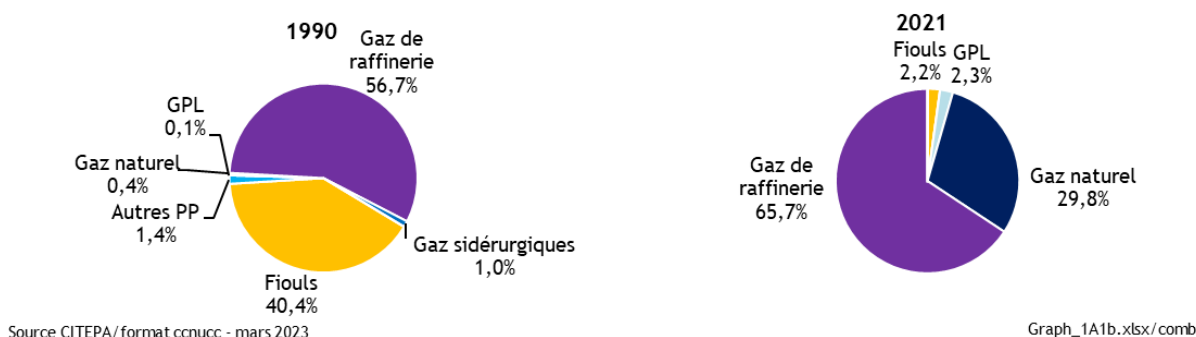 1990
Gaz de
raffinerie
56,7%
GPL
0,1%
Gaz naturel
0,4%
Autres PP
1,4%
Fiouls
40,4%
Gaz sidérurgiques
1,0%
2021
Fiouls
2,2%
GPL
2,3%
Gaz naturel
29,8%
Gaz de
raffinerie
65,7%
Source CITEPA/format ccnucc - mars 2023
Graph_1A1b.xlsx/comb